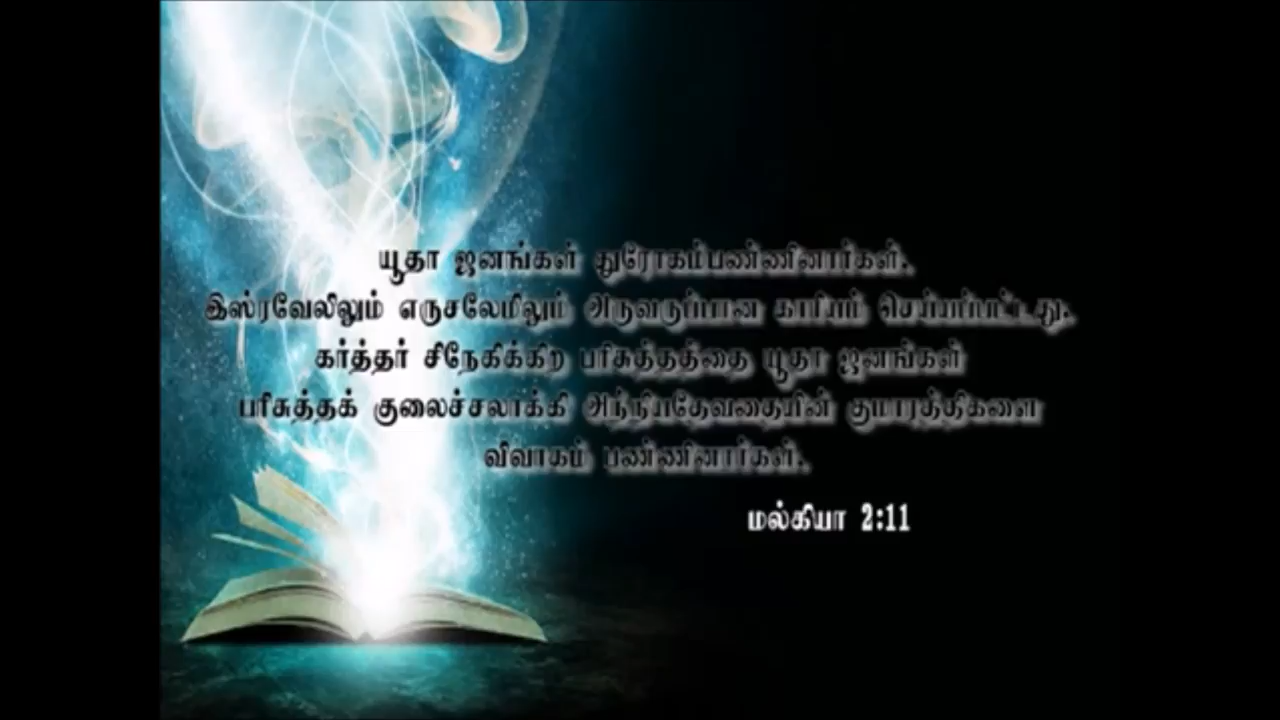 யூதா ஜனங்கள் துரோகம்பண்ணினார்கள்.
இஸ்ரவேலிலும் எருசலேமிலும் அருவருப்பான காரியம் செய்யப்பட்டது.
கர்த்தர் சிநேகிக்கிற பரிசுத்தத்தை யூதா ஜனங்கள்
பரிசுத்தக் குலைச்சலாக்கி அந்நியதேவதையின் குமாரத்திகளை
விவாகம் பண்ணினார்கள்.
மல்கியா 2:11